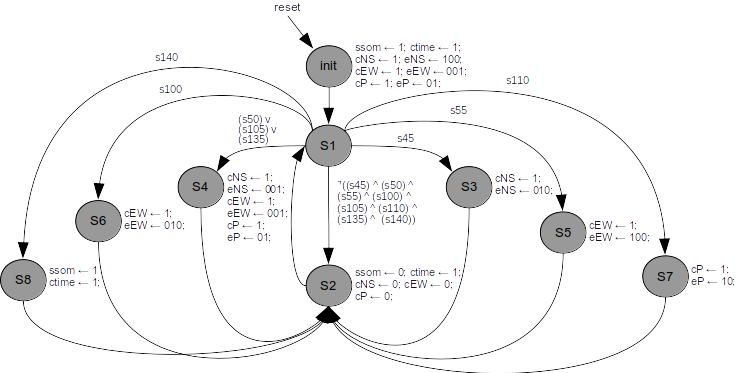 reset
init
ssom ← 1; ctime ← 1;
cNS ← 1; eNS ← 100;
cEW ← 1; eEW ← 001;
cP ← 1; eP ← 01;
s140
s100
s110
s55
s45
(s50) v
(s105) v
(s135)
S1
S4
cNS ← 1;
eNS ← 001;
cEW ← 1;
eEW ← 001;
cP ← 1;
eP ← 01;
┐((s45) ^ (s50) ^
(s55) ^ (s100) ^
(s105) ^ (s110) ^
(s135) ^ (s140))
S3
cNS ← 1;
eNS ← 010;
S6
cEW ← 1;
eEW ← 010;
S5
cEW ← 1;
eEW ← 100;
S8
ssom ← 1
ctime ← 1;
S2
ssom ← 0; ctime ← 1;
cNS ← 0; cEW ← 0;
cP ← 0;
S7
cP ← 1;
eP ← 10;